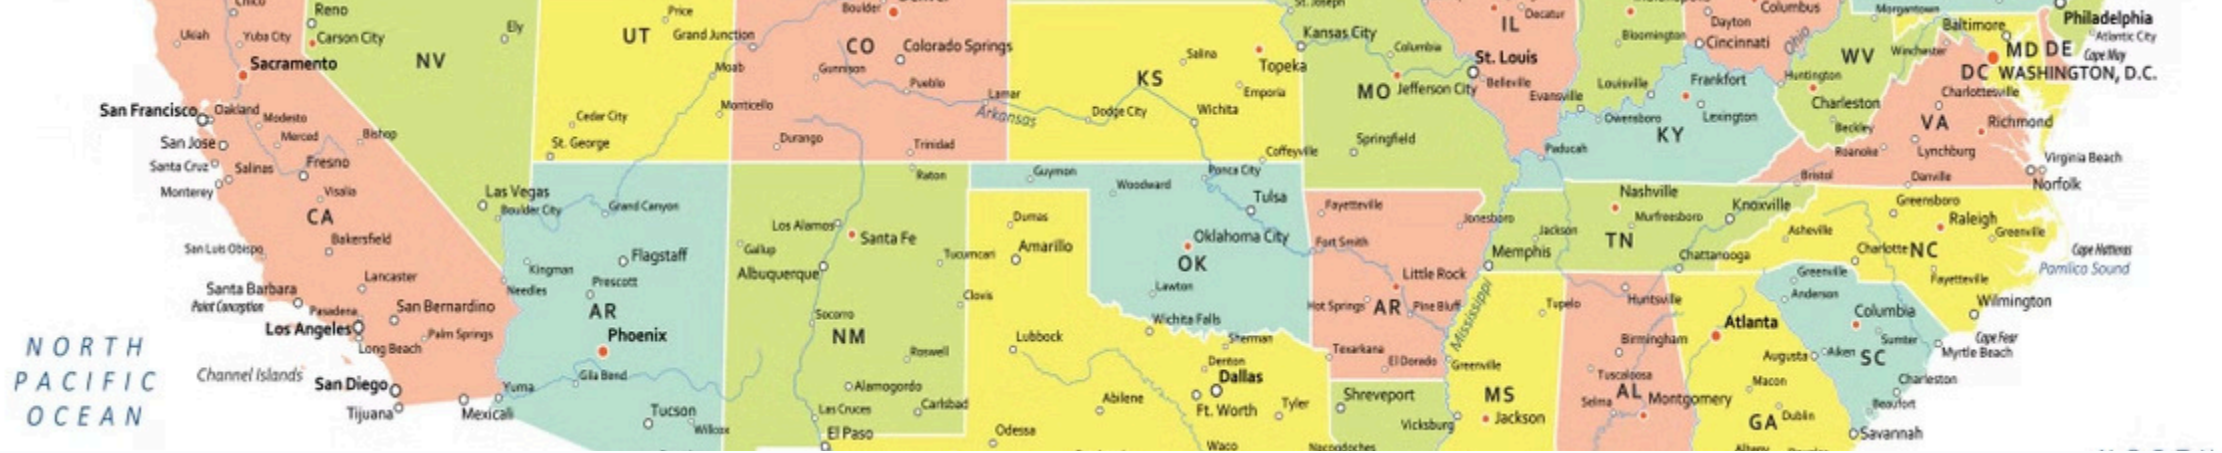 Chico
Reno
Ely
Price
Boulder
St. Joseph
IL
Decatur
Columbus
Morgantown
Baltimore
Philadelphia
Ukiah
Yuba City
Carson City
NV
UT
Grand Junction
CO
Colorado Springs
Salina
Kansas City
Columbia
Bloomington
Dayton
Cincinnati
Ohio
WV
Winchester
MD
DE
Atlantic City
Cape May
Sacramento
Moab
Gunnison
Pueblo
KS
Topeka
MO
Jefferson City
St. Louis
Belleville
Louisville
Frankfort
Huntington
DC
WASHINGTON, D.C.
San Francisco
Oakland
Modesto
Merced
Bishop
Cedar City
Monticello
Lamar
Arkansas
Dodge City
Wichita
Emporia
Evansville
Owensboro
Lexington
Charleston
Charlottesville
San Jose
St. George
Durango
Trinidad
Coffeyville
Springfield
Paducah
KY
Beckley
VA
Richmond
Santa Cruz
Salinas
Fresno
Roanoke
Lynchburg
Virginia Beach
Monterey
Visalia
Las Vegas
Raton
Guymon
Woodward
Ponca City
Tulsa
Nashville
Bristol
Danville
Norfolk
CA
Boulder City
Grand Canyon
Los Alamos
Santa Fe
Dumas
Fayetteville
Jonesboro
Murfreesboro
Knoxville
Greensboro
Raleigh
San Luis Obispo
Bakersfield
Flagstaff
Gallup
Tucumcari
Amarillo
Oklahoma City
Fort Smith
Memphis
Jackson
TN
Chattanooga
Asheville
Charlotte
NC
Greenville
Cape Hatteras
Pamlico Sound
Lancaster
Kingman
Prescott
Albuquerque
OK
Lawton
Little Rock
Greenville
Fayetteville
Santa Barbara
Point Conception
Pasadena
San Bernardino
Needles
AR
Clovis
Hot Springs
AR
Pine Bluff
Mississippi
Tupelo
Huntsville
Anderson
Columbia
Wilmington
Los Angeles
Palm Springs
Phoenix
Socorro
NM
Lubbock
Wichita Falls
Sherman
Birmingham
Atlanta
Sumter
Cape Fear
NORTH
PACIFIC
OCEAN
Long Beach
Roswell
Denton
Texarkana
El Dorado
Greenville
Augusta
Aiken
SC
Myrtle Beach
Channel Islands
San Diego
Yuma
Gila Bend
Alamogordo
Dallas
Shreveport
MS
Tuscaloosa
AL
Macon
Charleston
Tijuana
Mexicali
Tucson
Willcox
Las Cruces
Carlsbad
Abilene
Ft. Worth
Tyler
Vicksburg
Jackson
Selma
Montgomery
GA
Dublin
Beaufort
El Paso
Odessa
Waco
Nacogdoches
Savannah